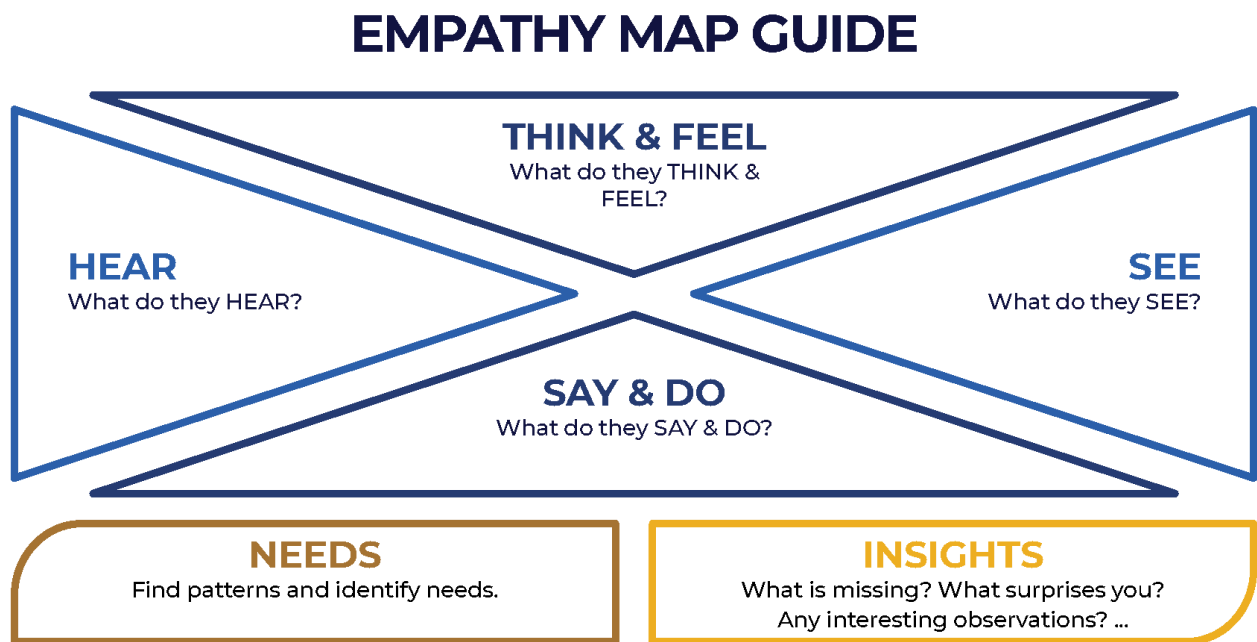 EMPATHY MAP GUIDE
THINK & FEEL
What do they THINK &
FEEL?
HEAR
What do they HEAR?
SEE
What do they SEE?
SAY & DO
What do they SAY & DO?
NEEDS
Find patterns and identify needs.
INSIGHTS
What is missing? What surprises you?
Any interesting observations? ...